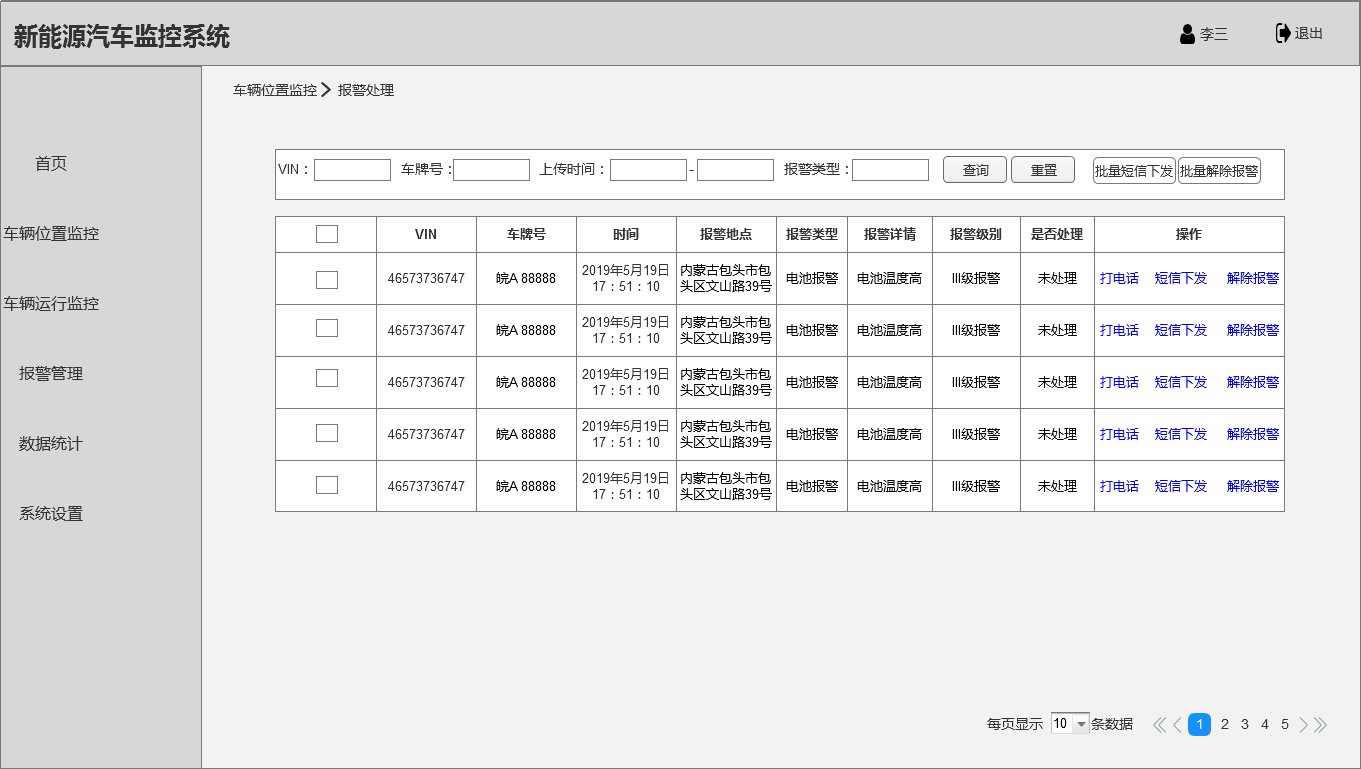 新能源汽车监控系统
李三
退出
车辆位置监控
报警处理
首页
车辆位置监控
车辆运行监控
报警管理
数据统计
系统设置
VIN：
车牌号：
上传时间：
-
报警类型：
查询
重置
批量短信下发
批量解除报警
VIN 车牌号 时间 报警地点 报警类型 报警详情 报警级别 是否处理 操作
46573736747 皖A 88888 2019年5月19日 内蒙古包头市包 电池报警 电池温度高 III级报警 未处理 打电话 短信下发 解除报警
17：51：10 头区文山路39号
46573736747 皖A 88888 2019年5月19日 内蒙古包头市包 电池报警 电池温度高 III级报警 未处理 打电话 短信下发 解除报警
17：51：10 头区文山路39号
46573736747 皖A 88888 2019年5月19日 内蒙古包头市包 电池报警 电池温度高 III级报警 未处理 打电话 短信下发 解除报警
17：51：10 头区文山路39号
46573736747 皖A 88888 2019年5月19日 内蒙古包头市包 电池报警 电池温度高 III级报警 未处理 打电话 短信下发 解除报警
17：51：10 头区文山路39号
46573736747 皖A 88888 2019年5月19日 内蒙古包头市包 电池报警 电池温度高 III级报警 未处理 打电话 短信下发 解除报警
17：51：10 头区文山路39号
每页显示 10 条数据 1 2 3 4 5